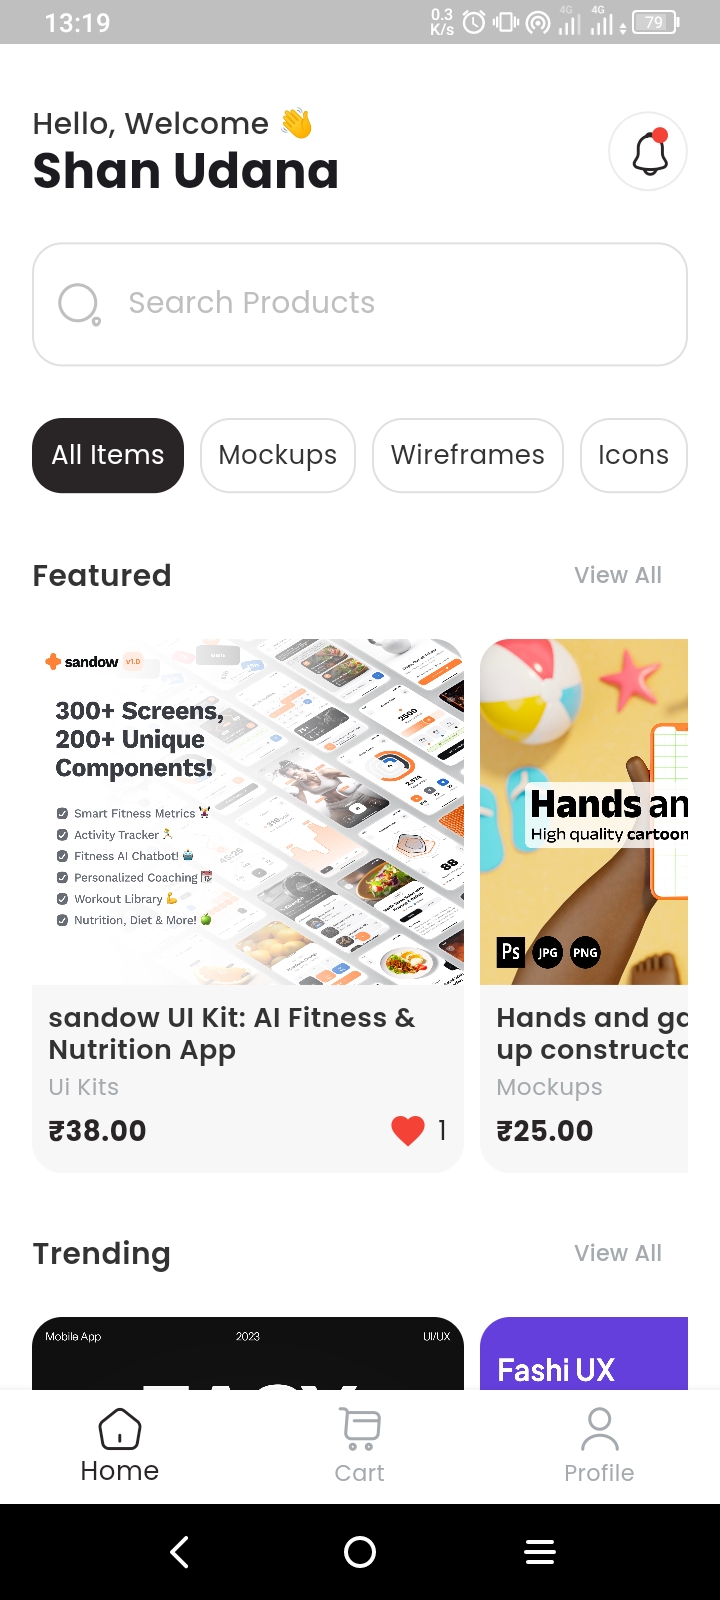 13:19
0.3
K/s
4G
4G
79
Hello, Welcome 👋
Shan Udana
Search Products
All Items
Mockups
Wireframes
Icons
Featured
View All
sandow v1.0
300+ Screens,
200+ Unique
Components!
Smart Fitness Metrics 🏋️
Activity Tracker 🏃
Fitness AI Chatbot! 🤖
Personalized Coaching 📅
Workout Library 💪
Nutrition, Diet & More! 🍏
sandow UI Kit: AI Fitness &
Nutrition App
Ui Kits
₹38.00
1
Hands an
High quality cartoon
Ps
JPG
PNG
Hands and ga
up constructo
Mockups
₹25.00
Trending
View All
Mobile App
2023
UI/UX
EASY
Fashi UX
Home
Cart
Profile